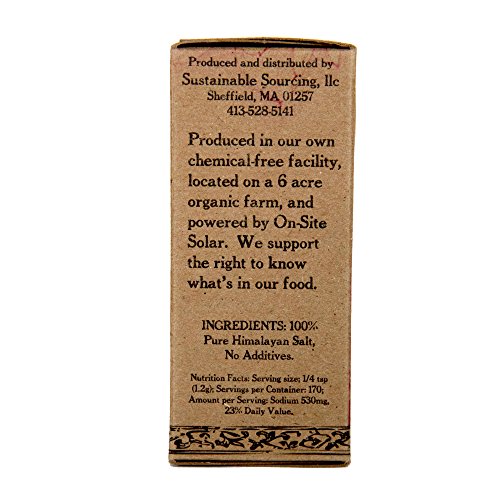 Produced and distributed by
Sustainable Sourcing, llc
Sheffield, MA 01257
413-528-5141
Produced in our own
chemical-free facility,
located on a 6 acre
organic farm, and
powered by On-Site
Solar. We support
the right to know
what's in our food.
INGREDIENTS: 100%
Pure Himalayan Salt,
No Additives.
Nutrition Facts: Serving size; 1/4 tsp
(1.2g); Servings per Container: 170;
Amount per Serving: Sodium 530mg,
23% Daily Value.